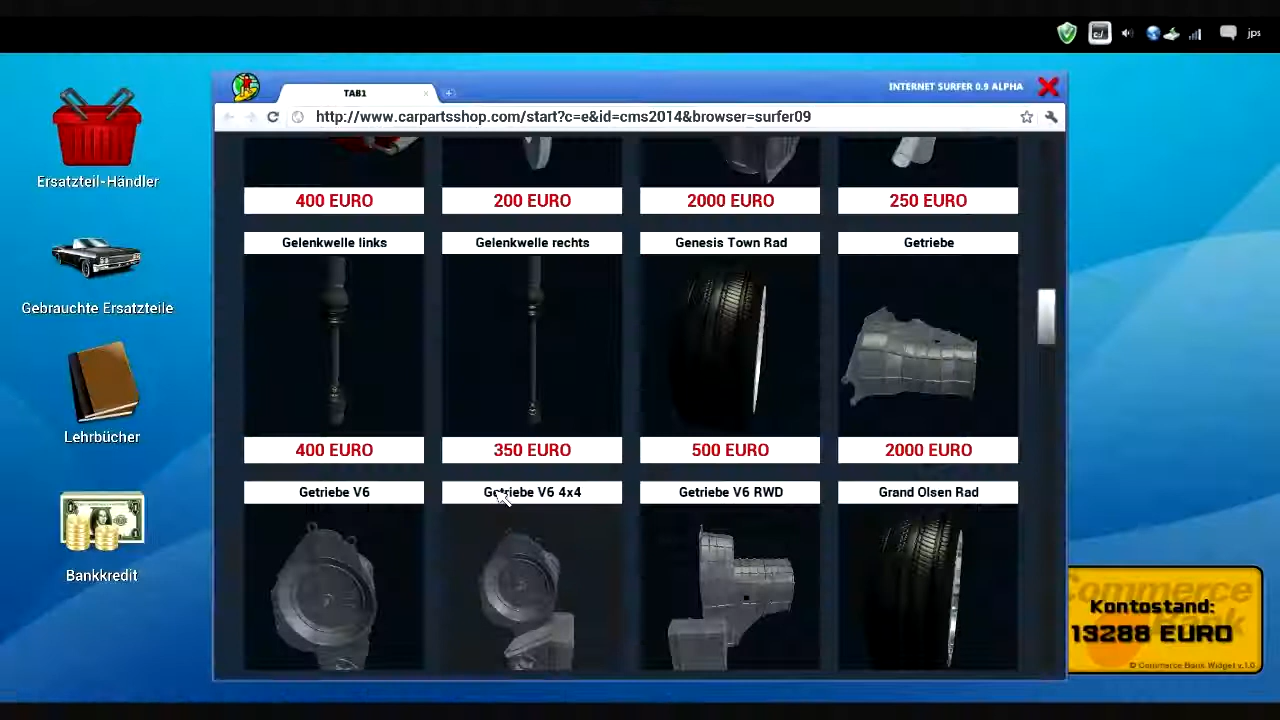 jps
TAB1
INTERNET SURFER 0.9 ALPHA
http://www.carpartsshop.com/start?c=e&id=cms2014&browser=surfer09
Ersatzteil-Händler
Gebrauchte Ersatzteile
Lehrbücher
Bankkredit
400 EURO
200 EURO
2000 EURO
250 EURO
Gelenkwelle links
Gelenkwelle rechts
Genesis Town Rad
Getriebe
400 EURO
350 EURO
500 EURO
2000 EURO
Getriebe V6
Getriebe V6 4x4
Getriebe V6 RWD
Grand Olsen Rad
Commerce
Bank
Kontostand:
13288 EURO
© Commerce Bank Widget v.1.0